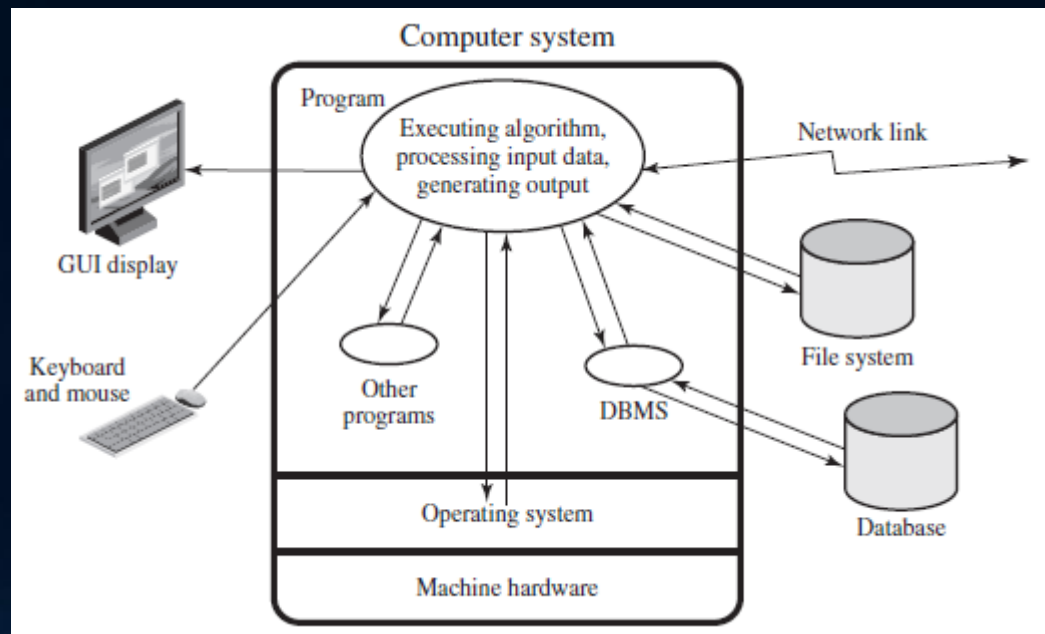 Computer system
Program
Executing algorithm,
processing input data,
generating output
Network link
GUI display
File system
Keyboard
and mouse
Other
programs
DBMS
Operating system
Database
Machine hardware